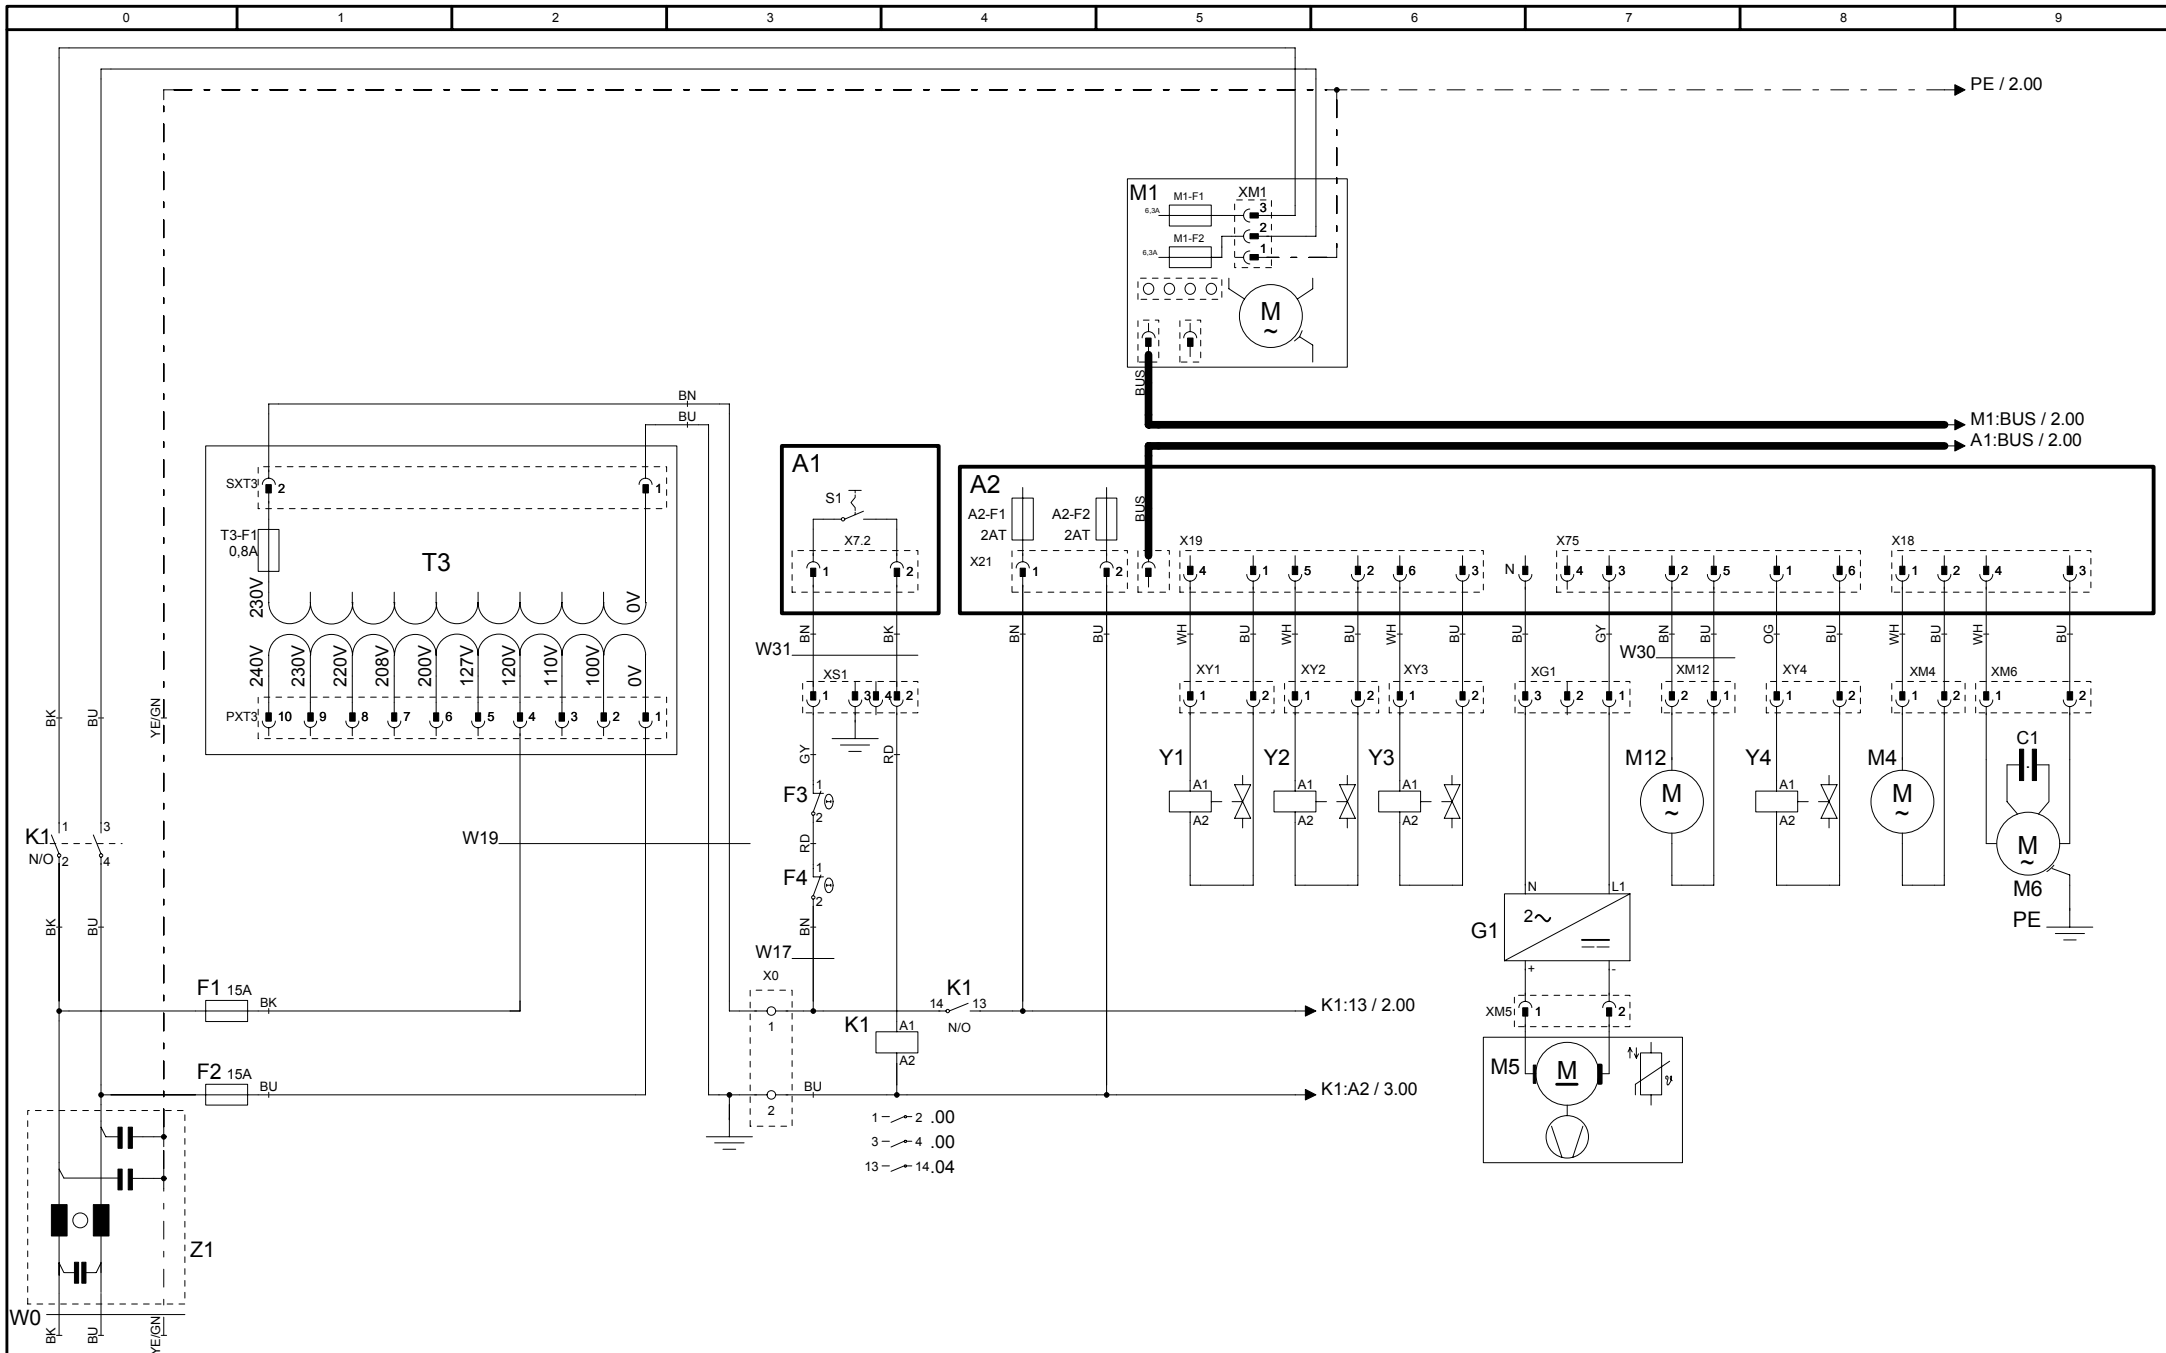 0 1 2 3 4 5 6 7 8 9
PE / 2.00
M1
M1-F1
XM1
6,3A
3
M1-F2
2
6,3A
1
M
~
BUS
BN
BU
M1:BUS / 2.00
A1:BUS / 2.00
SXT3 2 1
T3-F1
0,8A
T3
230V 0V
240V 230V 220V 208V 200V 127V 120V 110V 100V 0V
PXT3 10 9 8 7 6 5 4 3 2 1
A1
S1
X7.2
1 2
A2
A2-F1
2AT
A2-F2
2AT
BUS
X21 1 2
X19
4 1 5 2 6 3
N
X75
4 3 2 5 1 6
X18
1 2 4 3
BN BK BN BU WH BU WH BU WH BU BU GY BN BU OG BU WH BU WH BU
W31
W30
XS1
1 3 4 2
XY1
1 2
XY2
1 2
XY3
1 2
XG1
3 2 1
XM12
2 1
XY4
1 2
XM4
1 2
XM6
1 2
BK BU YE/GN
GY RD
Y1
A1
A2
Y2
A1
A2
Y3
A1
A2
M12
M
~
Y4
A1
A2
M4
M
~
C1
M
~
M6
PE
K1
N/O
1 3
2 4
W19
F3
1
2
RD
F4
1
2
BN
BK BU
W17
X0
N L1
G1
2~
+ -
F1 15A
BK
1
K1
14 13
N/O
K1:13 / 2.00
K1
A1
A2
XM5 1 2
M5
M
ϑ
F2 15A
BU
2
BU
K1:A2 / 3.00
1 2 .00
3 4 .00
13 14 .04
Z1
W0
BK BU YE/GN